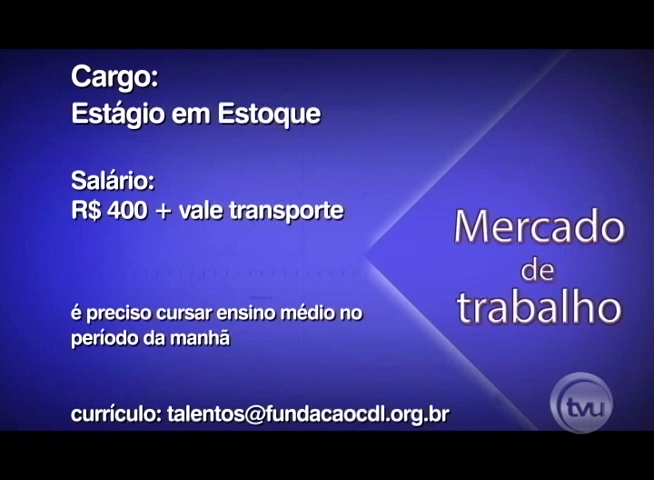 Cargo:
Estágio em Estoque
Salário:
R$ 400 + vale transporte
é preciso cursar ensino médio no
período da manhã
currículo: talentos@fundacaocdl.org.br
Mercado
de
trabalho
tvu